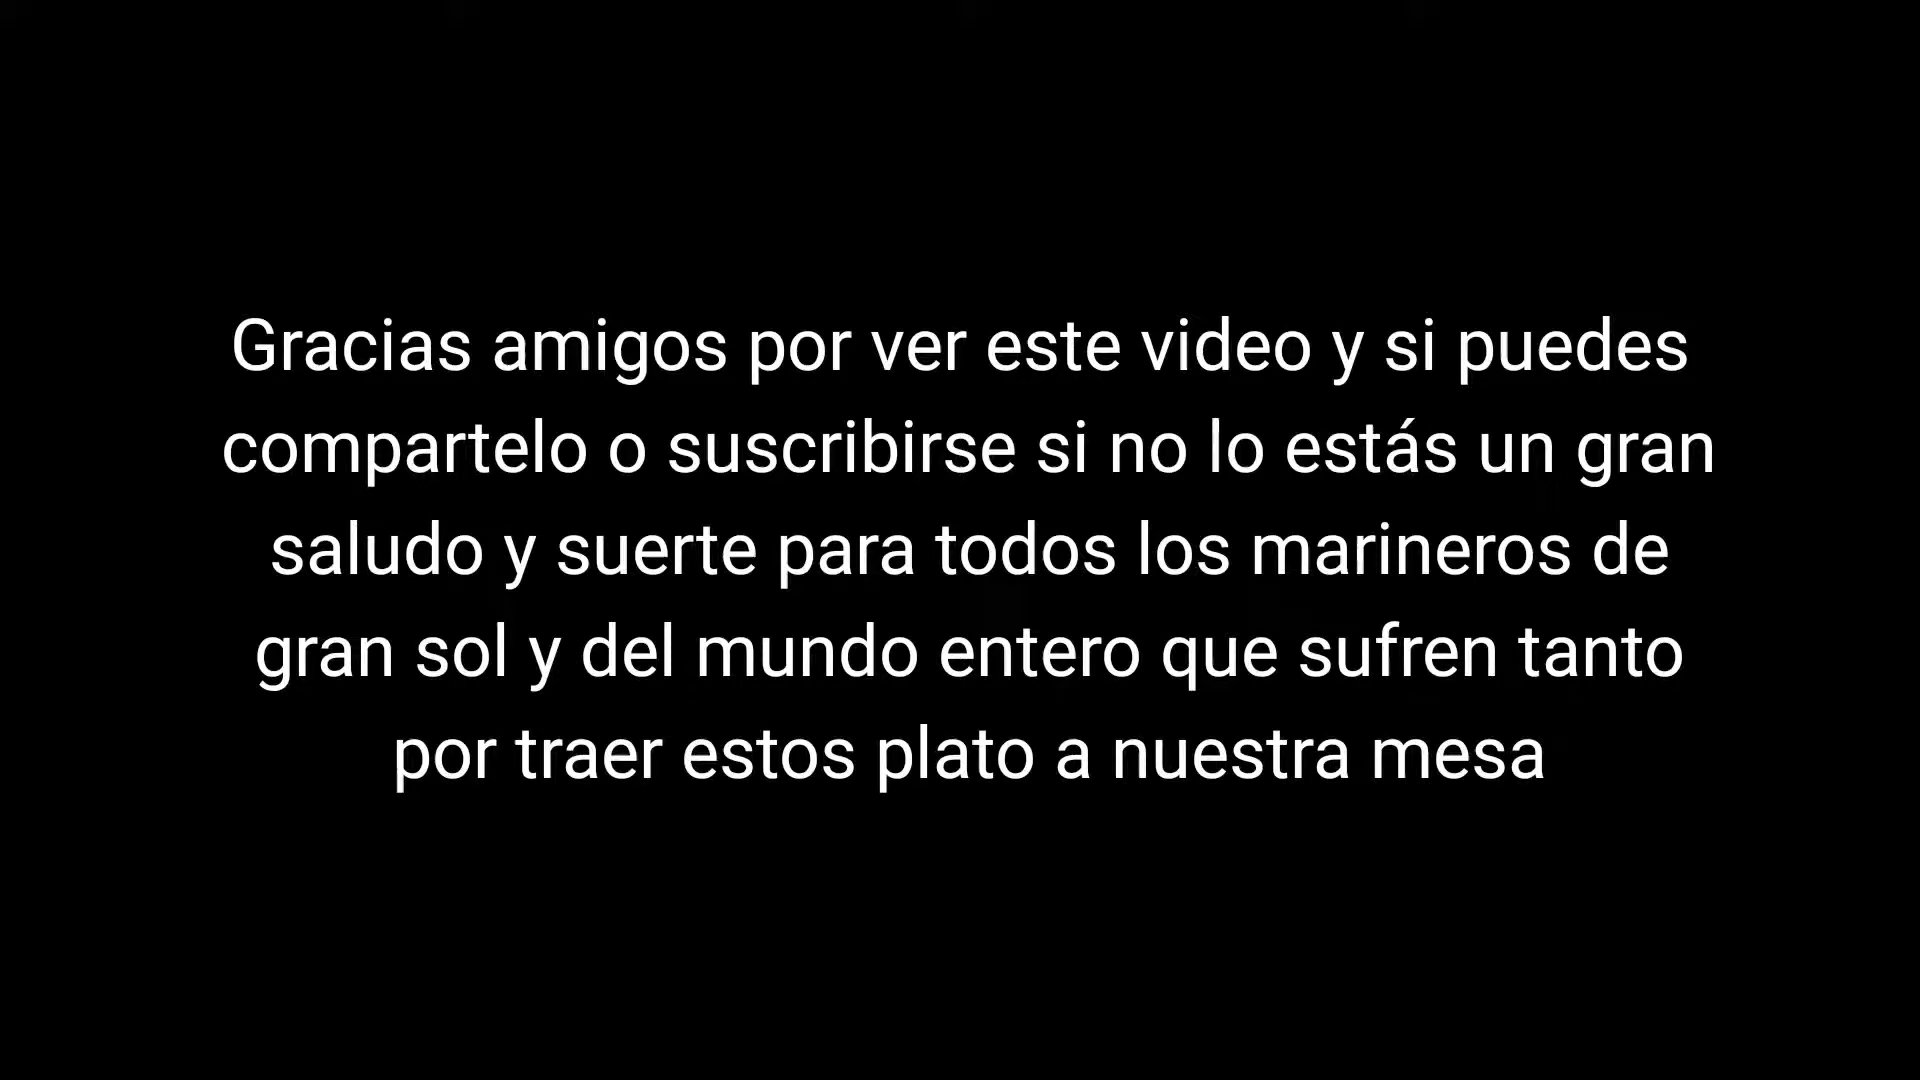 Gracias amigos por ver este video y si puedes
compartelo o suscribirse si no lo estás un gran
saludo y suerte para todos los marineros de
gran sol y del mundo entero que sufren tanto
por traer estos plato a nuestra mesa